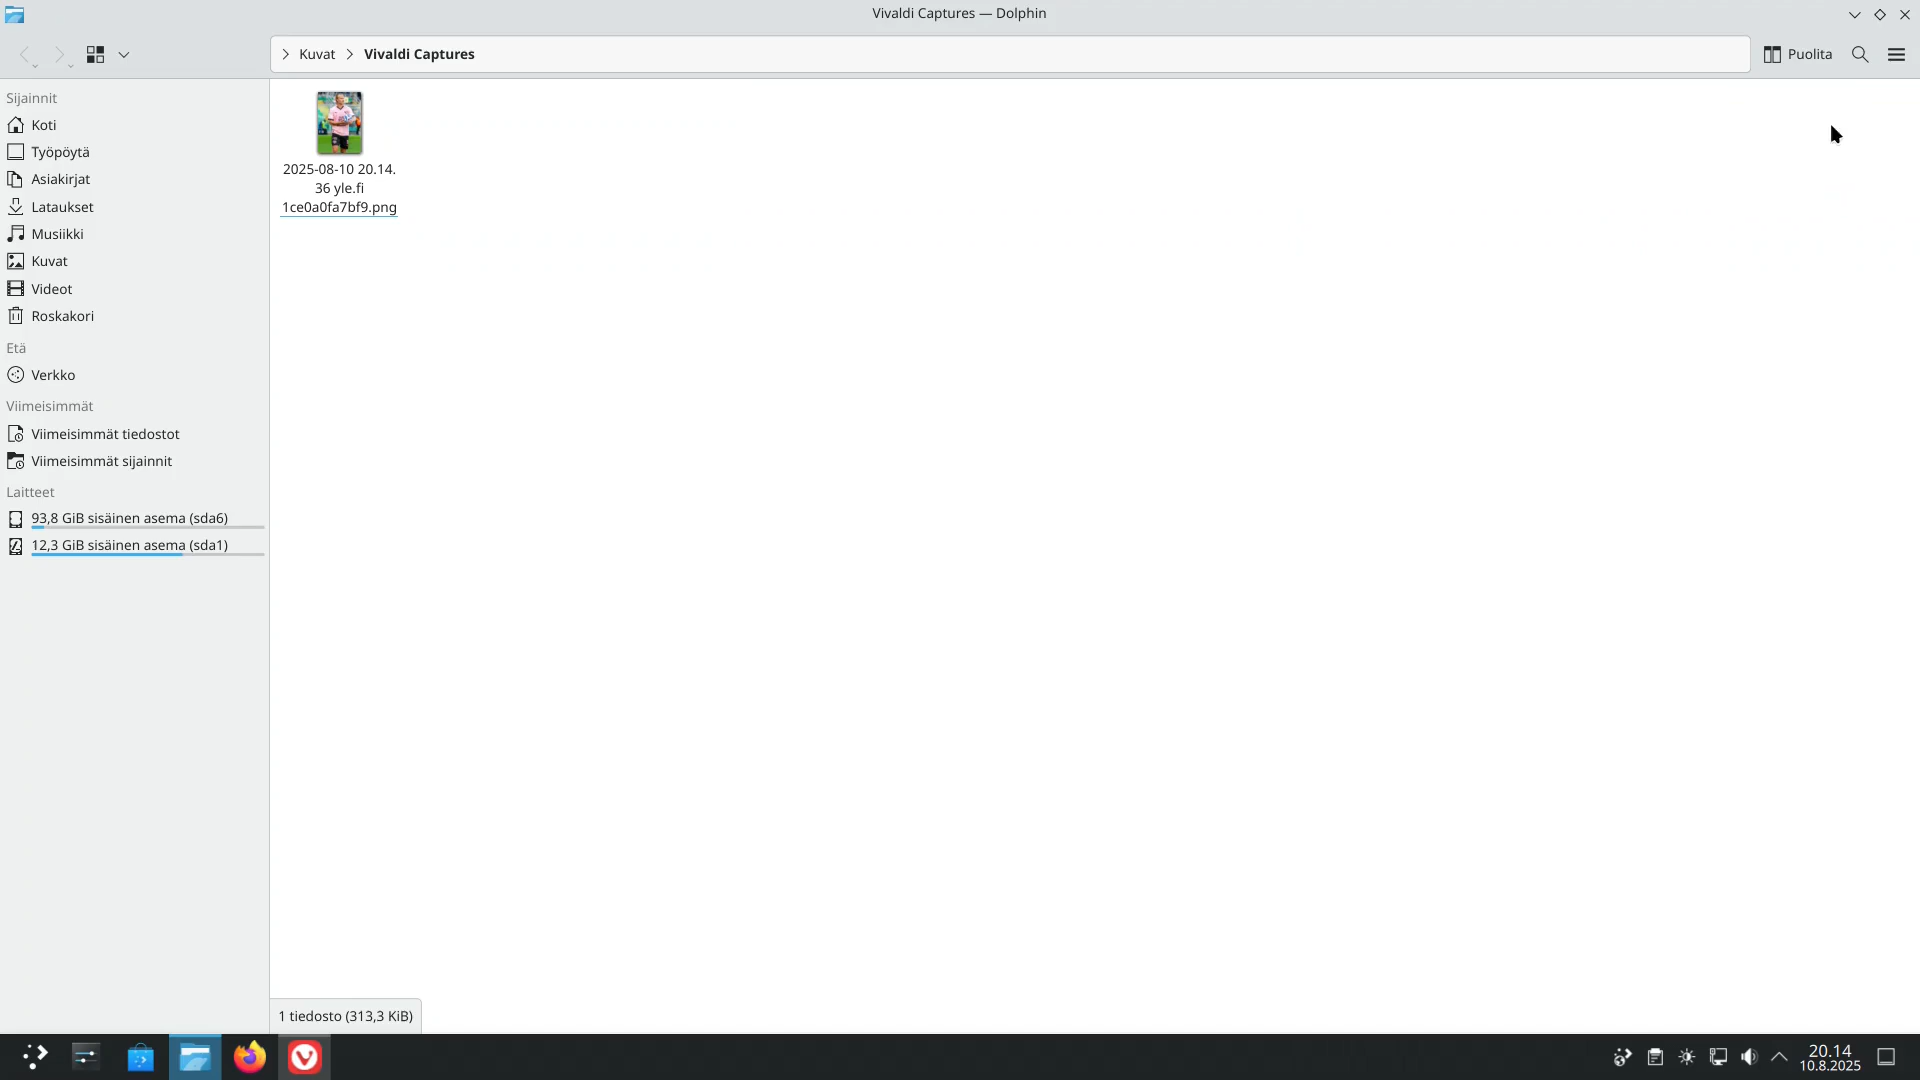 Vivaldi Captures — Dolphin
Kuvat
Vivaldi Captures
Puolita
Sijainnit
Koti
Työpöytä
Asiakirjat
Lataukset
Musiikki
Kuvat
Videot
Roskakori
Etä
Verkko
Viimeisimmät
Viimeisimmät tiedostot
Viimeisimmät sijainnit
Laitteet
93,8 GiB sisäinen asema (sda6)
12,3 GiB sisäinen asema (sda1)
2025-08-10 20.14.
36 yle.fi
1ce0a0fa7bf9.png
1 tiedosto (313,3 KiB)
20.14
10.8.2025